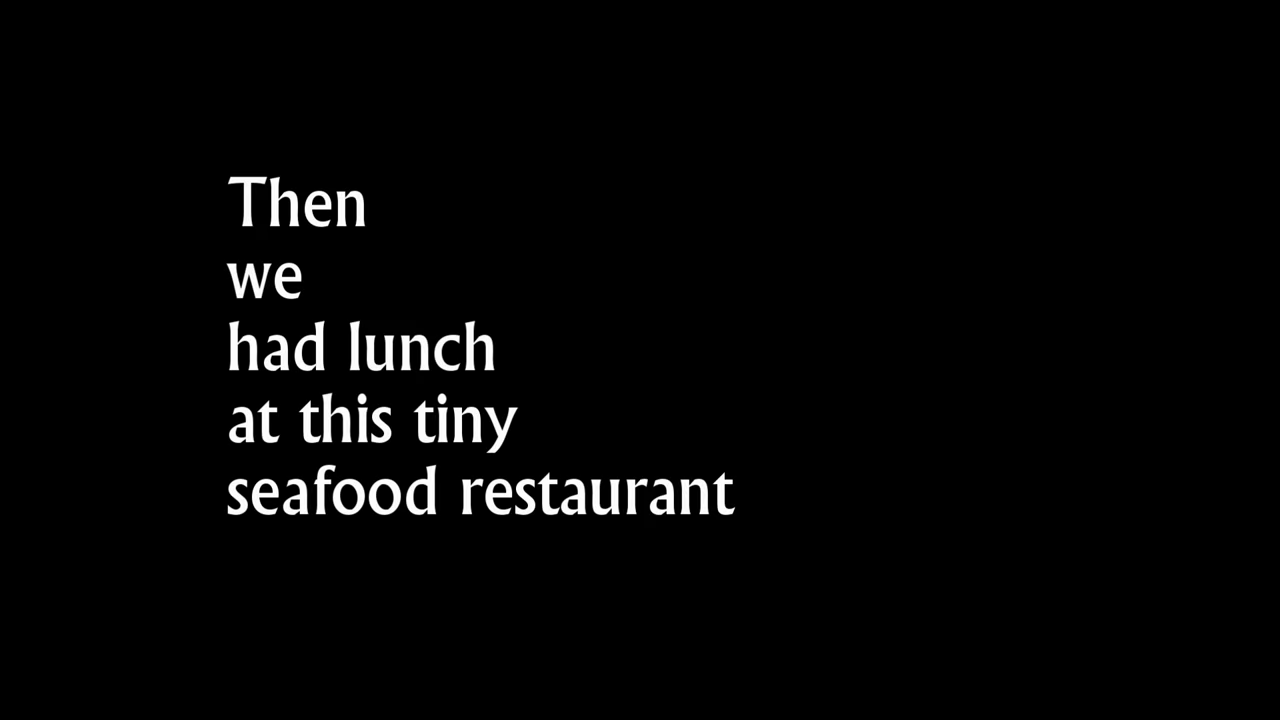 Then
we
had lunch
at this tiny
seafood restaurant